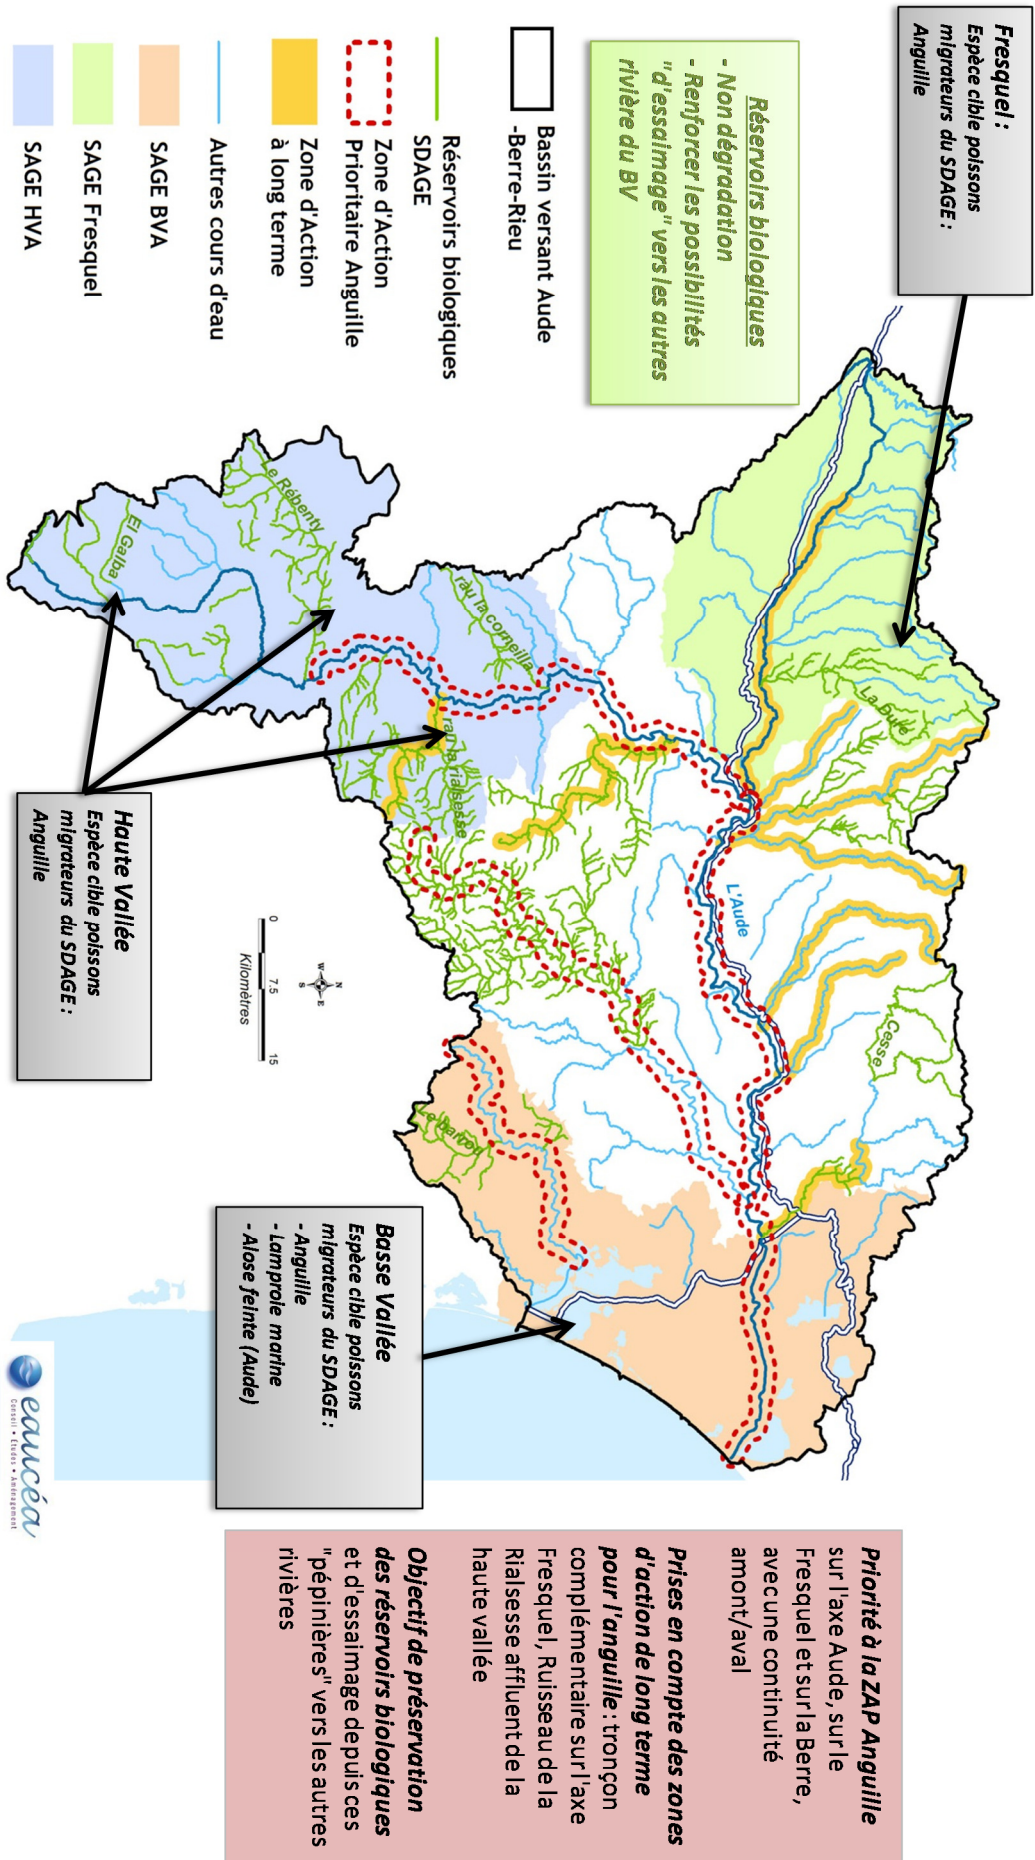 Fresquel :
Espèce cible poissons
migrateurs du SDAGE :
Anguille
Réservoirs biologiques
- Non dégradation
- Renforcer les possibilités
"d'essaimage" vers les autres
rivière du BV
Bassin versant Aude
-Berre-Rieu
Réservoirs biologiques
SDAGE
Zone d'Action
Prioritaire Anguille
Zone d'Action
à long terme
Autres cours d'eau
SAGE BVA
SAGE Fresquel
SAGE HVA
La Dure
L'Aude
Cesse
rau la corneilla
rau la rialsesse
Le Rébenty
El Galba
Le barrou
Haute Vallée
Espèce cible poissons
migrateurs du SDAGE :
Anguille
N
W E
S
0 7.5 15
Kilomètres
Basse Vallée
Espèce cible poissons
migrateurs du SDAGE :
- Anguille
- Lamproie marine
- Alose feinte (Aude)
Priorité à la ZAP Anguille
sur l'axe Aude, sur le
Fresquel et sur la Berre,
avec une continuité
amont/aval
Prises en compte des zones
d'action de long terme
pour l'anguille : tronçon
complémentaire sur l'axe
Fresquel, Ruisseau de la
Rialsesse affluent de la
haute vallée
Objectif de préservation
des réservoirs biologiques
et d'essaimage depuis ces
"pépinières" vers les autres
rivières
eaucéa
Conseil • Études • Aménagement